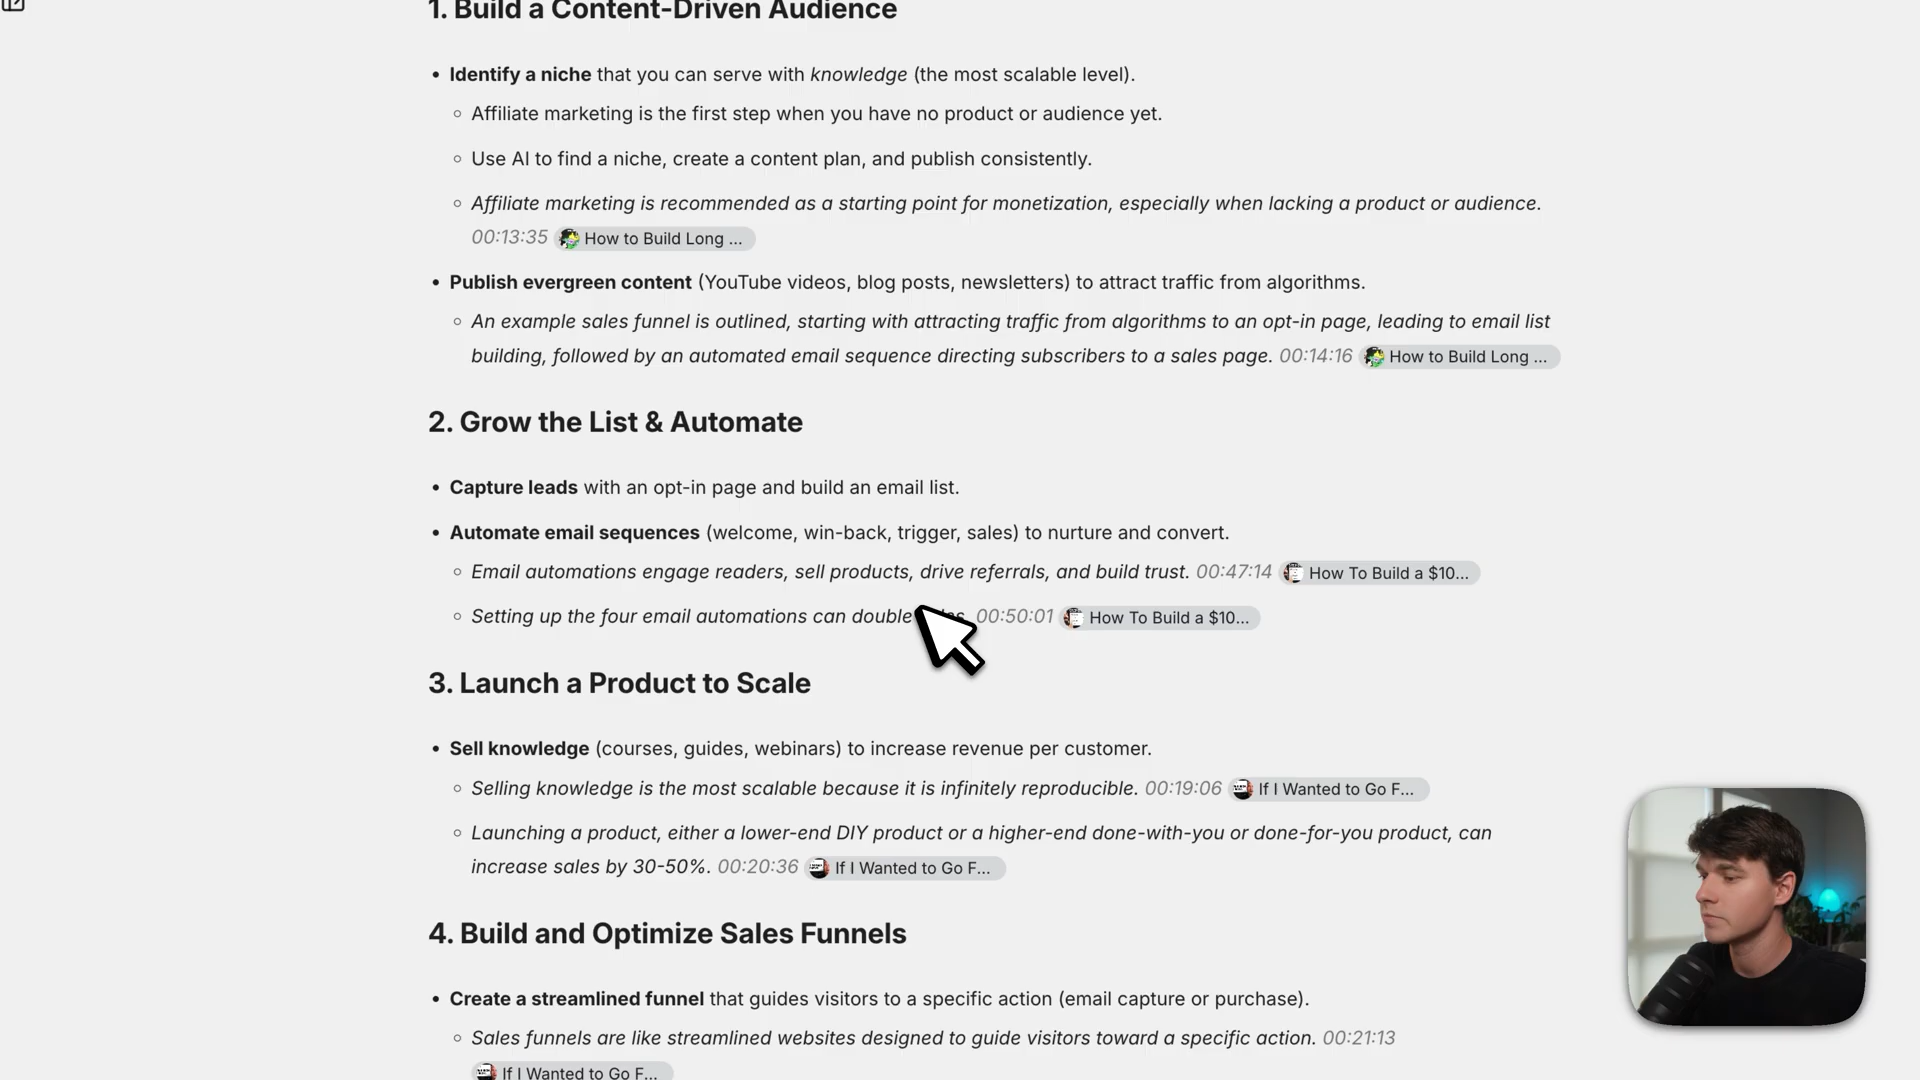 1. Build a Content-Driven Audience
• Identify a niche that you can serve with knowledge (the most scalable level).
◦ Affiliate marketing is the first step when you have no product or audience yet.
◦ Use AI to find a niche, create a content plan, and publish consistently.
◦ Affiliate marketing is recommended as a starting point for monetization, especially when lacking a product or audience.
00:13:35 How to Build Long ...
• Publish evergreen content (YouTube videos, blog posts, newsletters) to attract traffic from algorithms.
◦ An example sales funnel is outlined, starting with attracting traffic from algorithms to an opt-in page, leading to email list
building, followed by an automated email sequence directing subscribers to a sales page. 00:14:16 How to Build Long ...
2. Grow the List & Automate
• Capture leads with an opt-in page and build an email list.
• Automate email sequences (welcome, win-back, trigger, sales) to nurture and convert.
◦ Email automations engage readers, sell products, drive referrals, and build trust. 00:47:14 How To Build a $10...
◦ Setting up the four email automations can double 00:50:01 How To Build a $10...
3. Launch a Product to Scale
• Sell knowledge (courses, guides, webinars) to increase revenue per customer.
◦ Selling knowledge is the most scalable because it is infinitely reproducible. 00:19:06 If I Wanted to Go F...
◦ Launching a product, either a lower-end DIY product or a higher-end done-with-you or done-for-you product, can
increase sales by 30-50%. 00:20:36 If I Wanted to Go F...
4. Build and Optimize Sales Funnels
• Create a streamlined funnel that guides visitors to a specific action (email capture or purchase).
◦ Sales funnels are like streamlined websites designed to guide visitors toward a specific action. 00:21:13
If I Wanted to Go F...